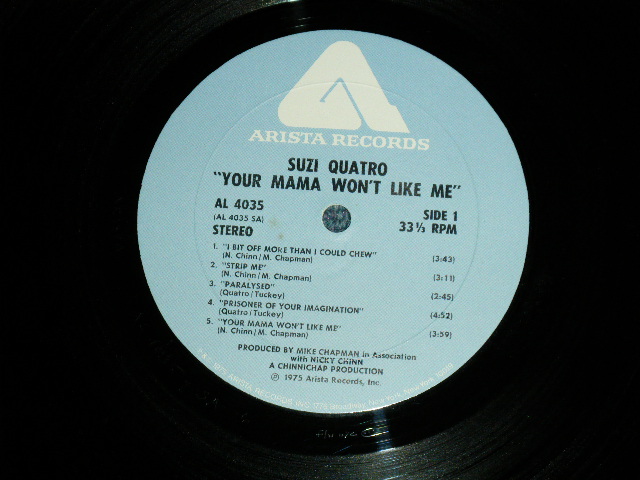 ARISTA RECORDS
SUZI QUATRO
"YOUR MAMA WON'T LIKE ME"
AL 4035
(AL 4035 SA)
STEREO
SIDE 1
33⅓ RPM
1. "I BIT OFF MORE THAN I COULD CHEW" (3:43)
(N. Chinn/M. Chapman)
2. "STRIP ME" (3:11)
(N. Chinn/M. Chapman)
3. "PARALYSED" (2:45)
(Quatro/Tuckey)
4. "PRISONER OF YOUR IMAGINATION" (4:52)
(Quatro/Tuckey)
5. "YOUR MAMA WON'T LIKE ME" (3:59)
(N. Chinn/M. Chapman)
PRODUCED BY MIKE CHAPMAN in Association
with NICKY CHINN
A CHINNICHAP PRODUCTION
Ⓟ 1975 Arista Records, Inc.
ARISTA RECORDS INC.